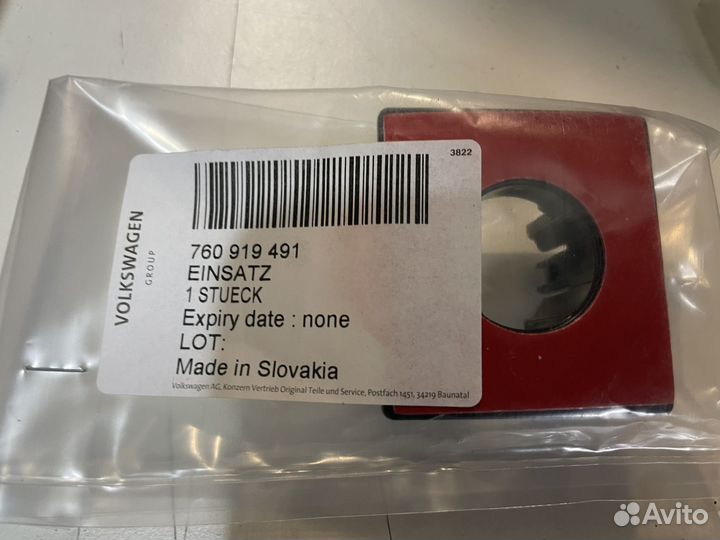 3822
VOLKSWAGEN
GROUP
760 919 491
EINSATZ
1 STUECK
Expiry date : none
LOT:
Made in Slovakia
Volkswagen AG, Konzern Vertrieb Original Teile und Service, Postfach 1451, 34219 Baunatal
Avito